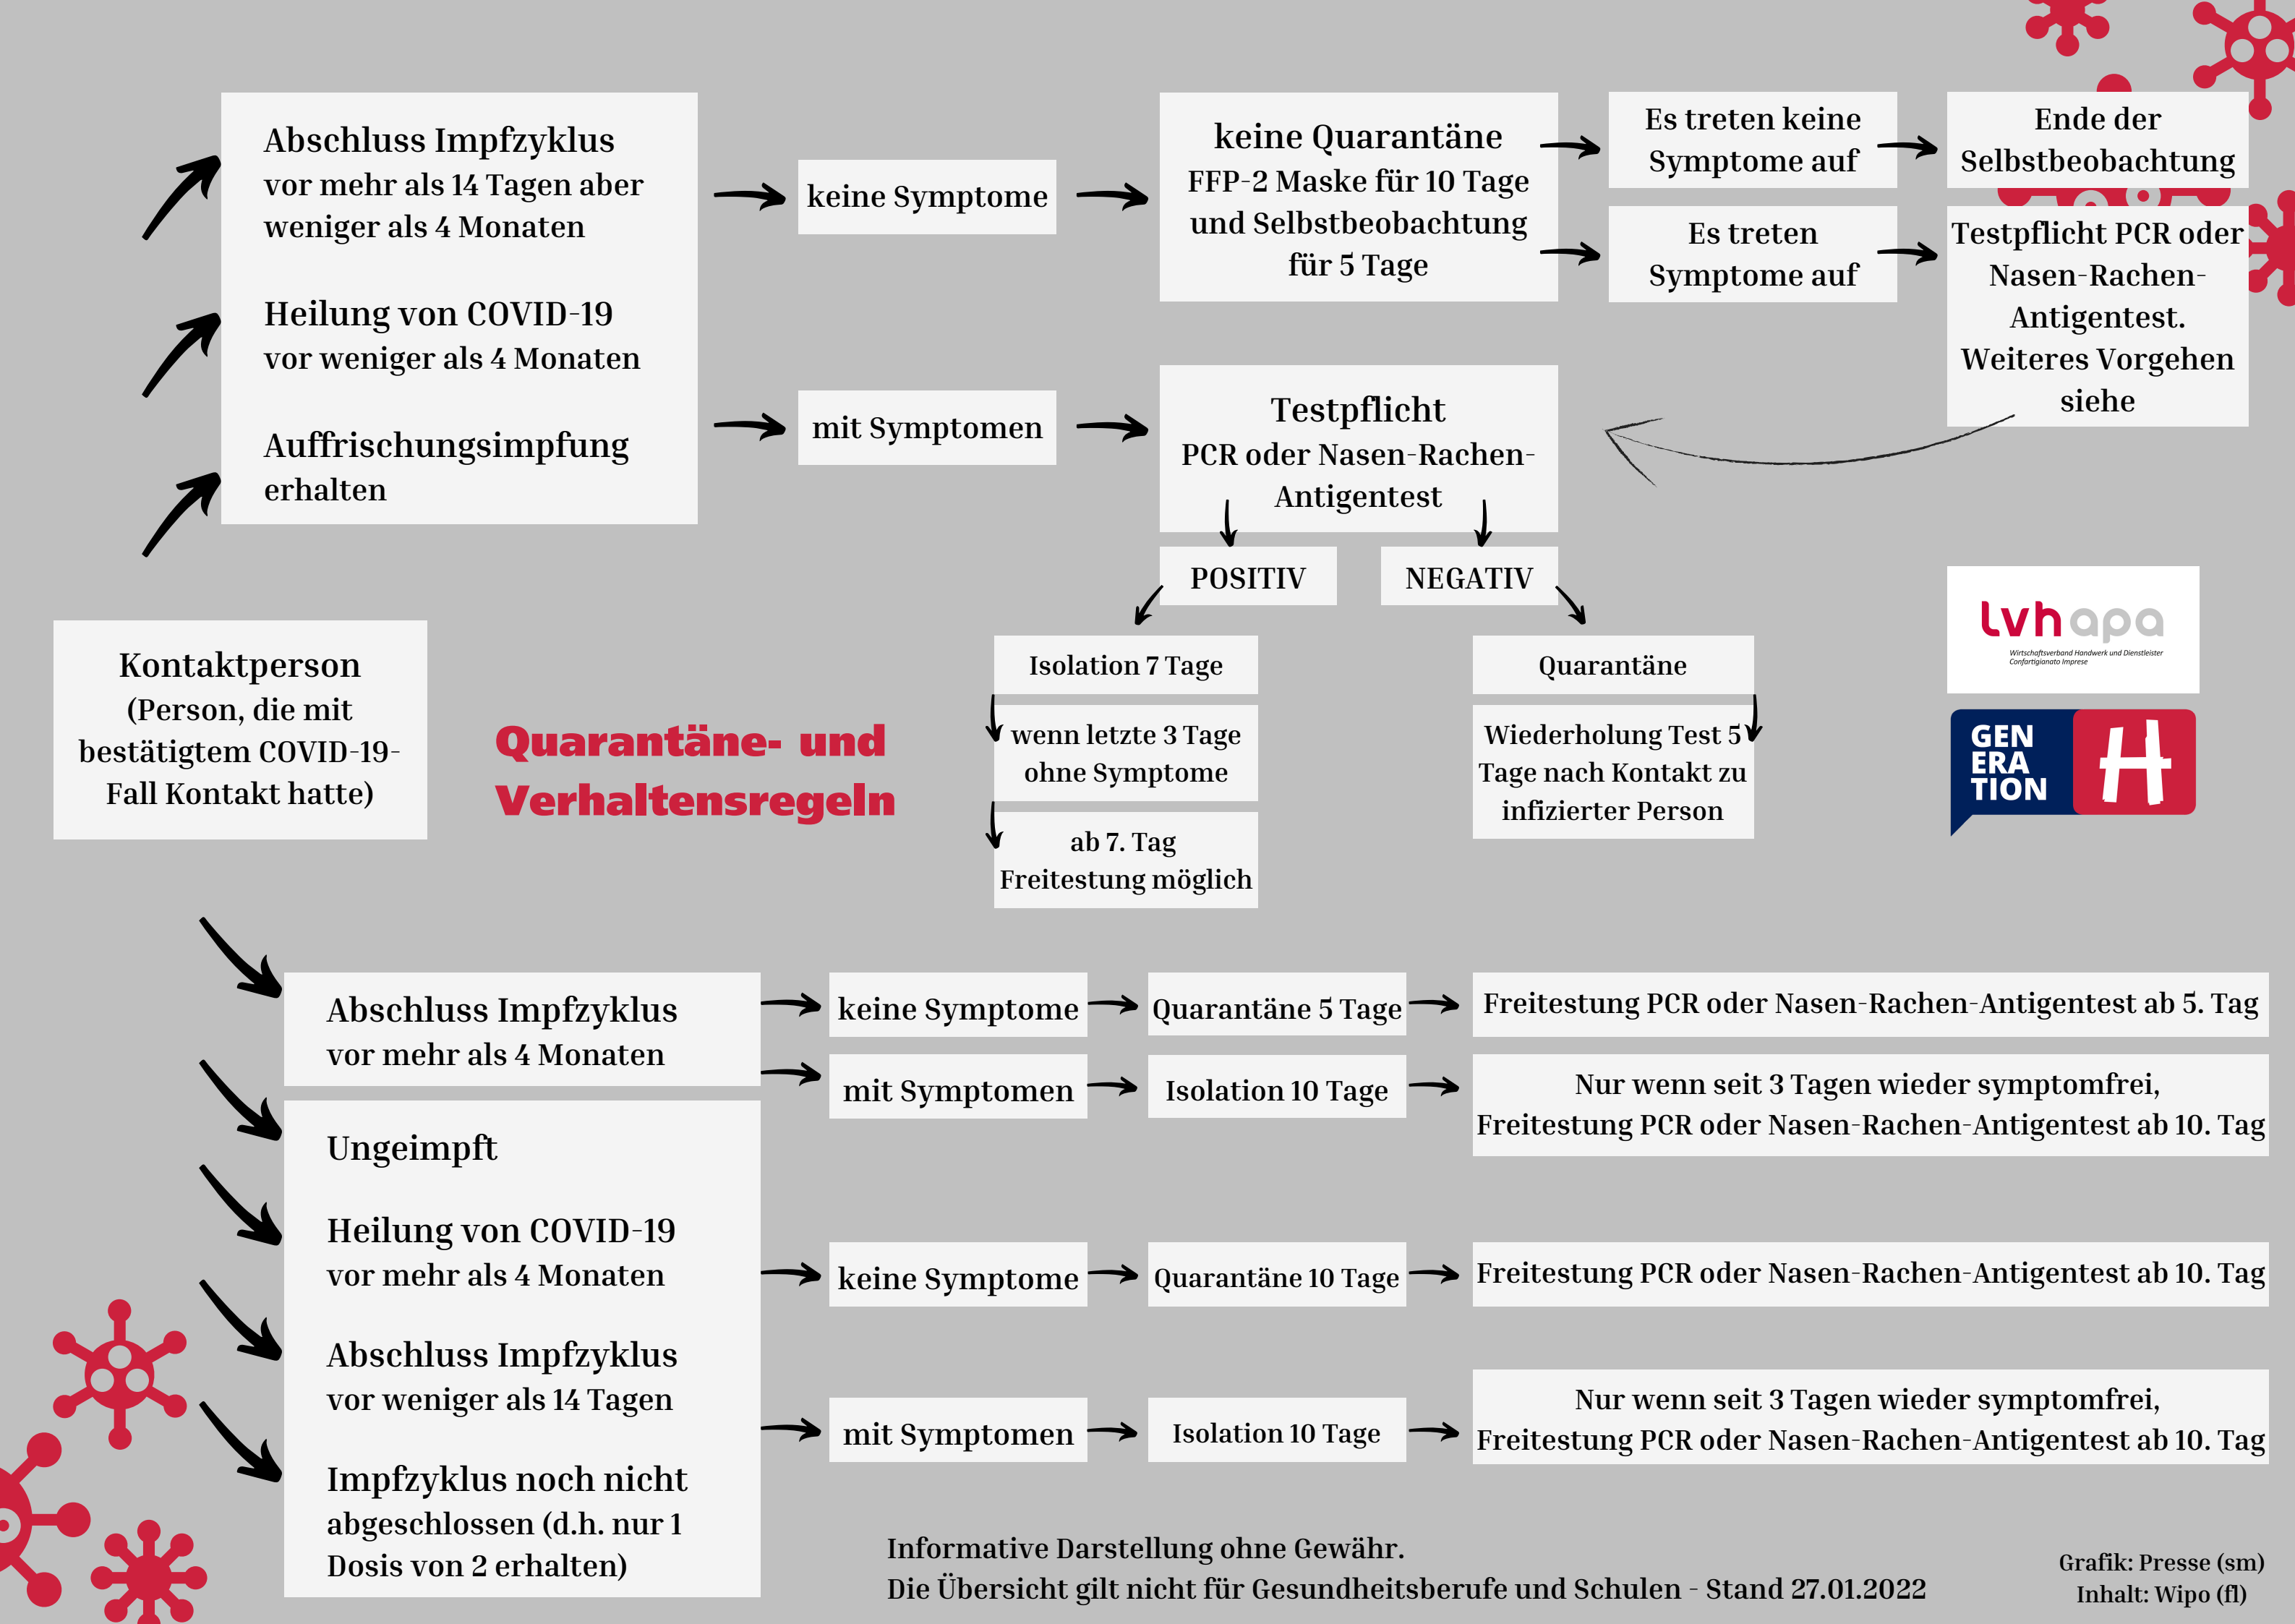 Abschluss Impfzyklus
vor mehr als 14 Tagen aber
weniger als 4 Monaten
Heilung von COVID-19
vor weniger als 4 Monaten
Auffrischungsimpfung
erhalten
keine Symptome
mit Symptomen
keine Quarantäne
FFP-2 Maske für 10 Tage
und Selbstbeobachtung
für 5 Tage
Es treten keine
Symptome auf
Ende der
Selbstbeobachtung
Es treten
Symptome auf
Testpflicht PCR oder
Nasen-Rachen-
Antigentest.
Weiteres Vorgehen
siehe
Testpflicht
PCR oder Nasen-Rachen-
Antigentest
POSITIV
NEGATIV
Isolation 7 Tage
wenn letzte 3 Tage
ohne Symptome
ab 7. Tag
Freitestung möglich
Quarantäne
Wiederholung Test 5
Tage nach Kontakt zu
infizierter Person
lvh apa
Wirtschaftsverband Handwerk und Dienstleister
Confartigianato Imprese
GEN
ERA
TION
H
Kontaktperson
(Person, die mit
bestätigtem COVID-19-
Fall Kontakt hatte)
Quarantäne- und
Verhaltensregeln
Abschluss Impfzyklus
vor mehr als 4 Monaten
keine Symptome
Quarantäne 5 Tage
Freitestung PCR oder Nasen-Rachen-Antigentest ab 5. Tag
mit Symptomen
Isolation 10 Tage
Nur wenn seit 3 Tagen wieder symptomfrei,
Freitestung PCR oder Nasen-Rachen-Antigentest ab 10. Tag
Ungeimpft
Heilung von COVID-19
vor mehr als 4 Monaten
Abschluss Impfzyklus
vor weniger als 14 Tagen
Impfzyklus noch nicht
abgeschlossen (d.h. nur 1
Dosis von 2 erhalten)
keine Symptome
Quarantäne 10 Tage
Freitestung PCR oder Nasen-Rachen-Antigentest ab 10. Tag
mit Symptomen
Isolation 10 Tage
Nur wenn seit 3 Tagen wieder symptomfrei,
Freitestung PCR oder Nasen-Rachen-Antigentest ab 10. Tag
Informative Darstellung ohne Gewähr.
Die Übersicht gilt nicht für Gesundheitsberufe und Schulen - Stand 27.01.2022
Grafik: Presse (sm)
Inhalt: Wipo (fl)